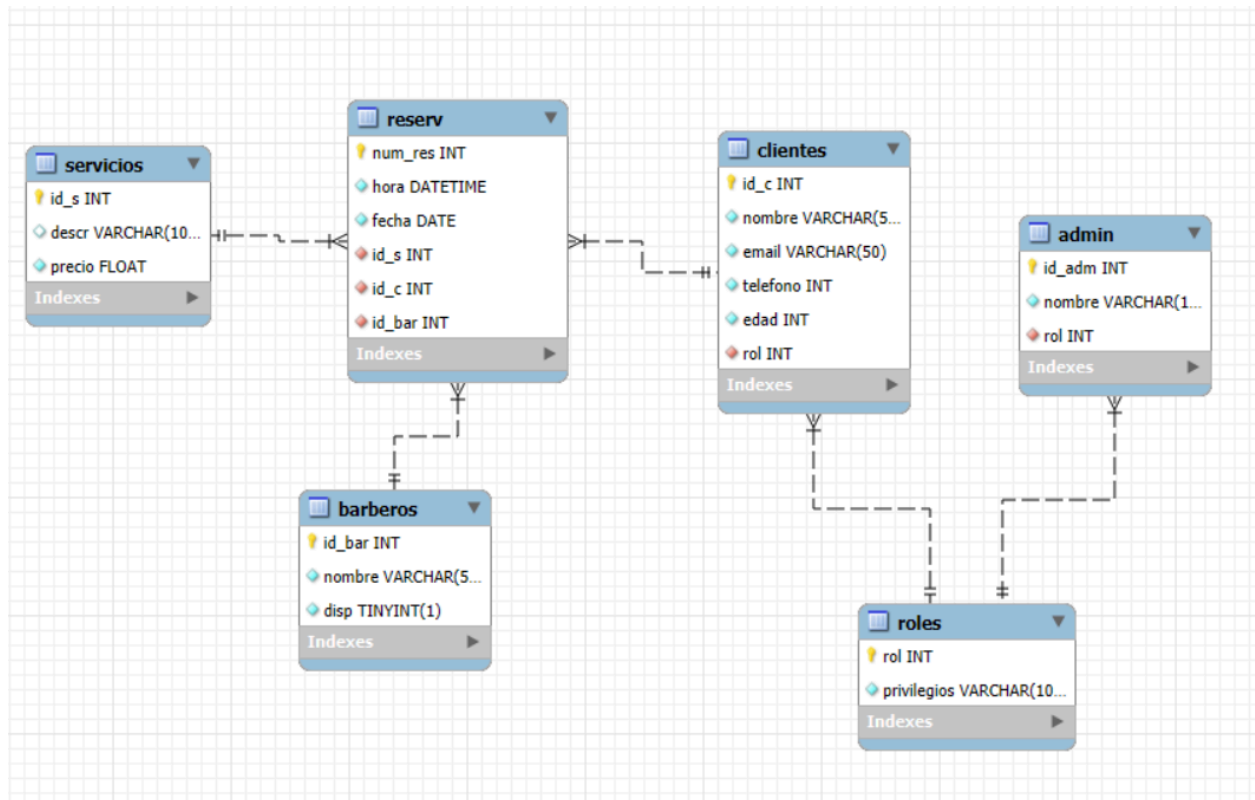 servicios
id_s INT
descr VARCHAR(10...
precio FLOAT
Indexes
reserv
num_res INT
hora DATETIME
fecha DATE
id_s INT
id_c INT
id_bar INT
Indexes
clientes
id_c INT
nombre VARCHAR(5...
email VARCHAR(50)
telefono INT
edad INT
rol INT
Indexes
admin
id_adm INT
nombre VARCHAR(1...
rol INT
Indexes
barberos
id_bar INT
nombre VARCHAR(5...
disp TINYINT(1)
Indexes
roles
rol INT
privilegios VARCHAR(10...
Indexes